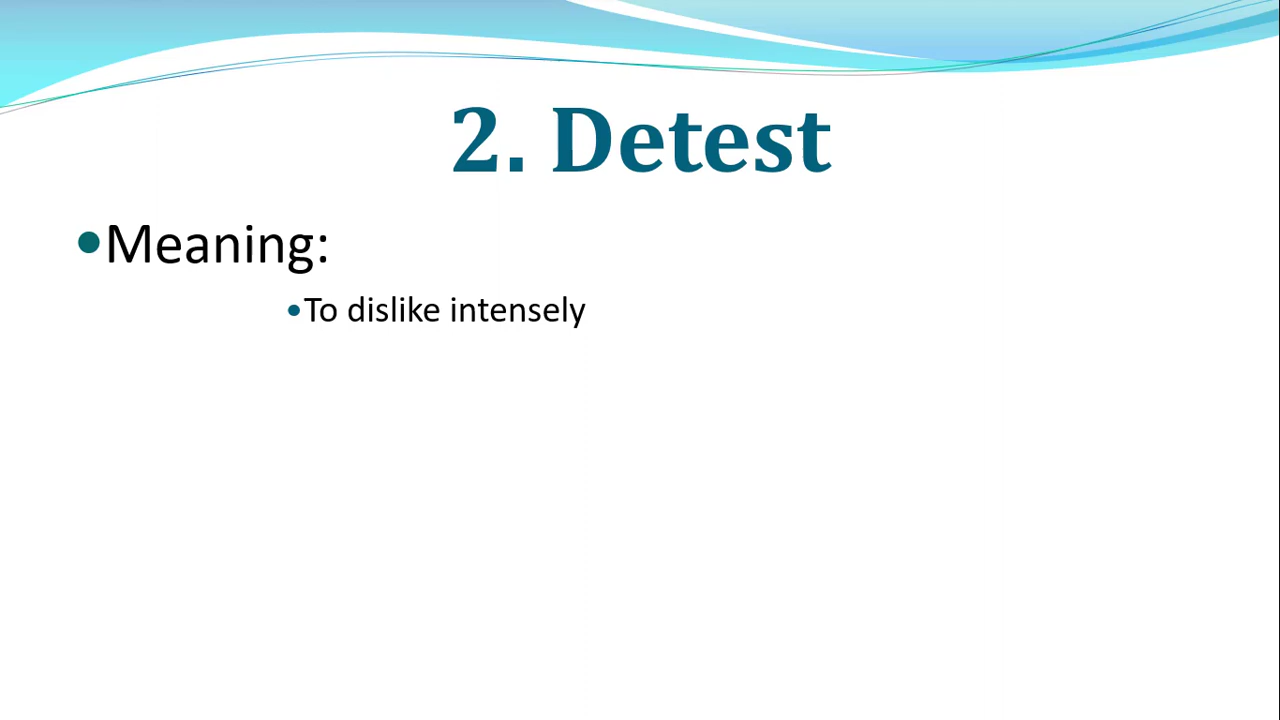 2. Detest
•Meaning:
•To dislike intensely